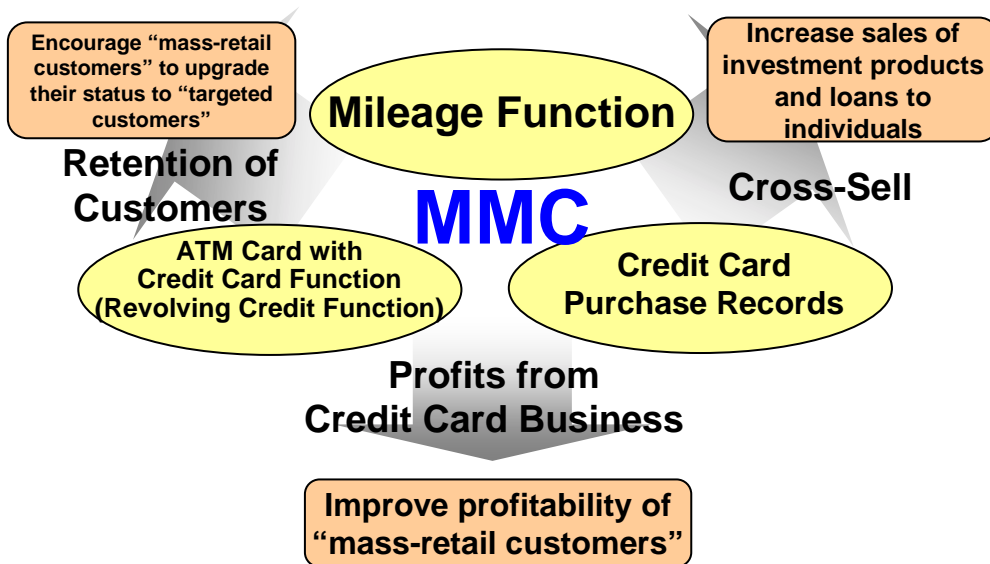 Encourage “mass-retail
customers” to upgrade
their status to “targeted
customers”
Mileage Function
Increase sales of
investment products
and loans to
individuals
Retention of
Customers
MMC
Cross-Sell
ATM Card with
Credit Card Function
(Revolving Credit Function)
Credit Card
Purchase Records
Profits from
Credit Card Business
Improve profitability of
“mass-retail customers”